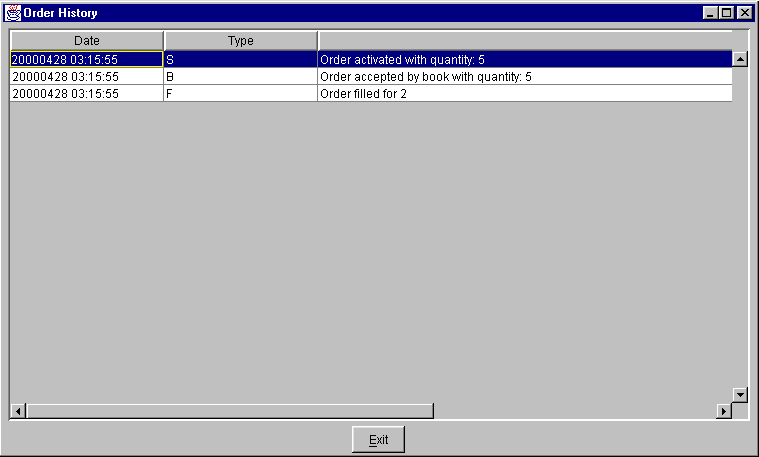 Order History
Date Type
20000428 03:15:55 S Order activated with quantity: 5
20000428 03:15:55 B Order accepted by book with quantity: 5
20000428 03:15:55 F Order filled for 2
Exit